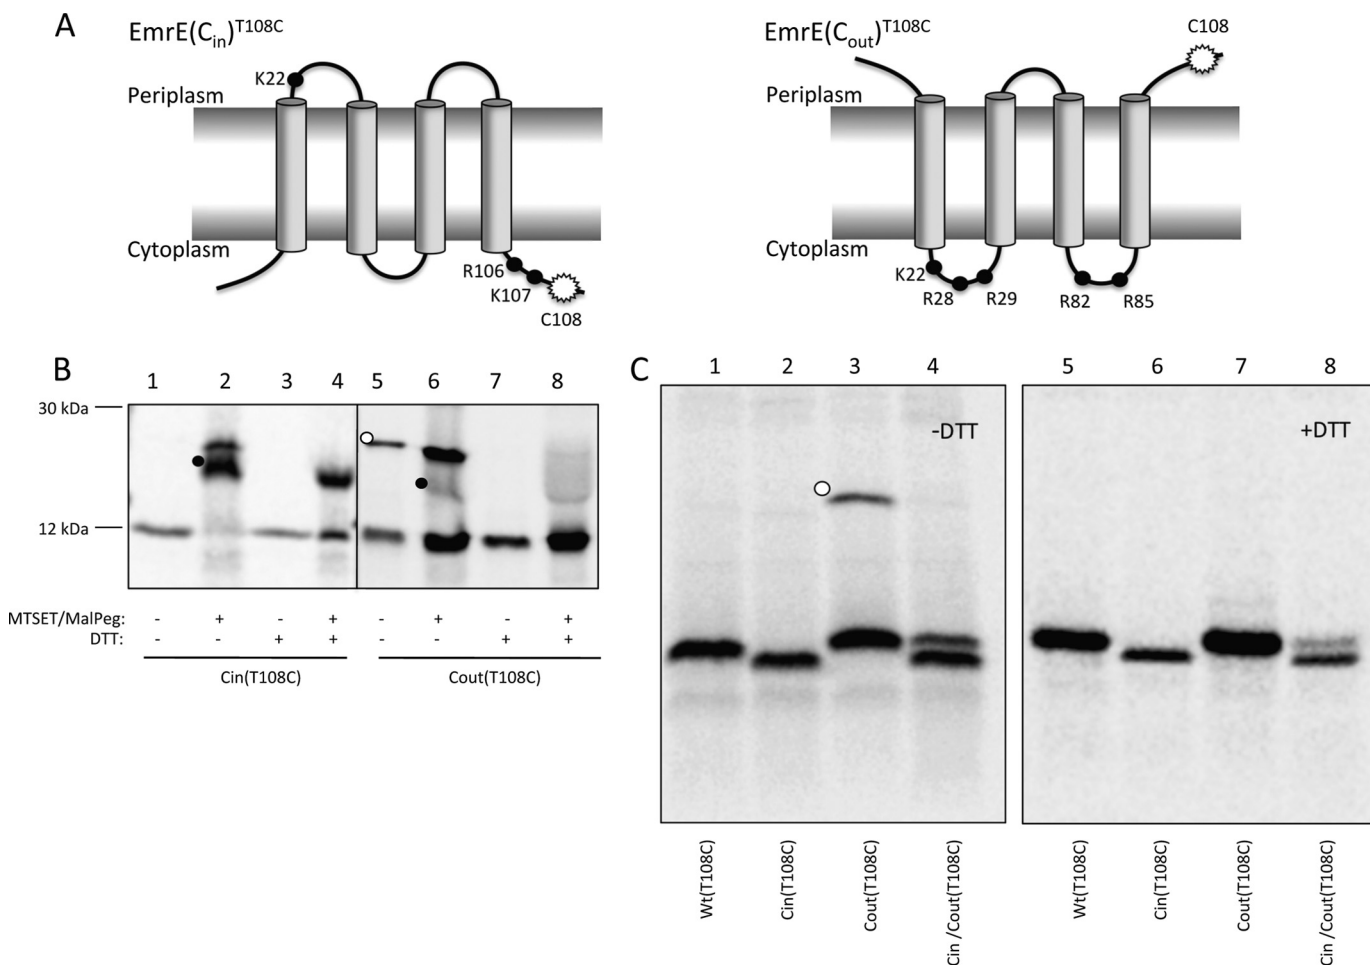 A
EmrE(Cin)T108C
K22
Periplasm
Cytoplasm
R106
K107
C108
EmrE(Cout)T108C
C108
Periplasm
Cytoplasm
K22
R28
R29
R82
R85
B
1 2 3 4 5 6 7 8
30 kDa
12 kDa
MTSET/MalPeg: - + - + - + - +
DTT: - - + + - - + +
Cin(T108C) Cout(T108C)
C
1 2 3 4 5 6 7 8
-DTT
+DTT
Wt(T108C)
Cin(T108C)
Cout(T108C)
Cin /Cout(T108C)
Wt(T108C)
Cin(T108C)
Cout(T108C)
Cin /Cout(T108C)